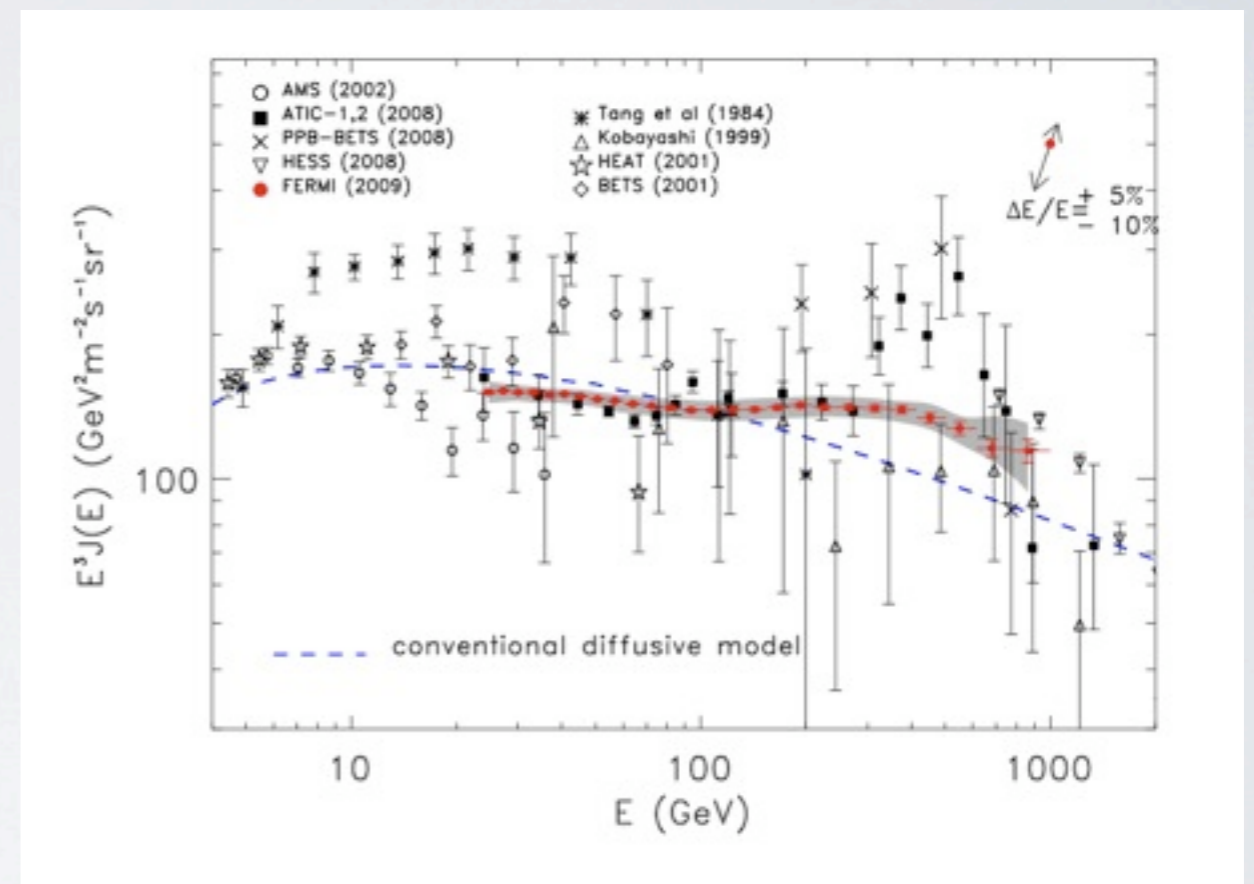 AMS (2002)
ATIC-1,2 (2008)
PPB-BETS (2008)
HESS (2008)
FERMI (2009)
Tang et al (1984)
Kobayashi (1999)
HEAT (2001)
BETS (2001)
ΔE/E = + 5% − 10%
E³J(E) (GeV²m⁻²s⁻¹sr⁻¹)
100
conventional diffusive model
10 100 1000
E (GeV)